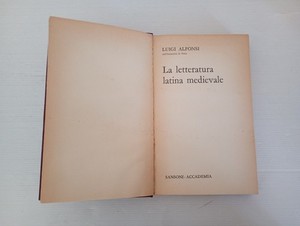 LUIGI ALFONSI
La letteratura
latina medievale
SANSONI-ACCADEMIA